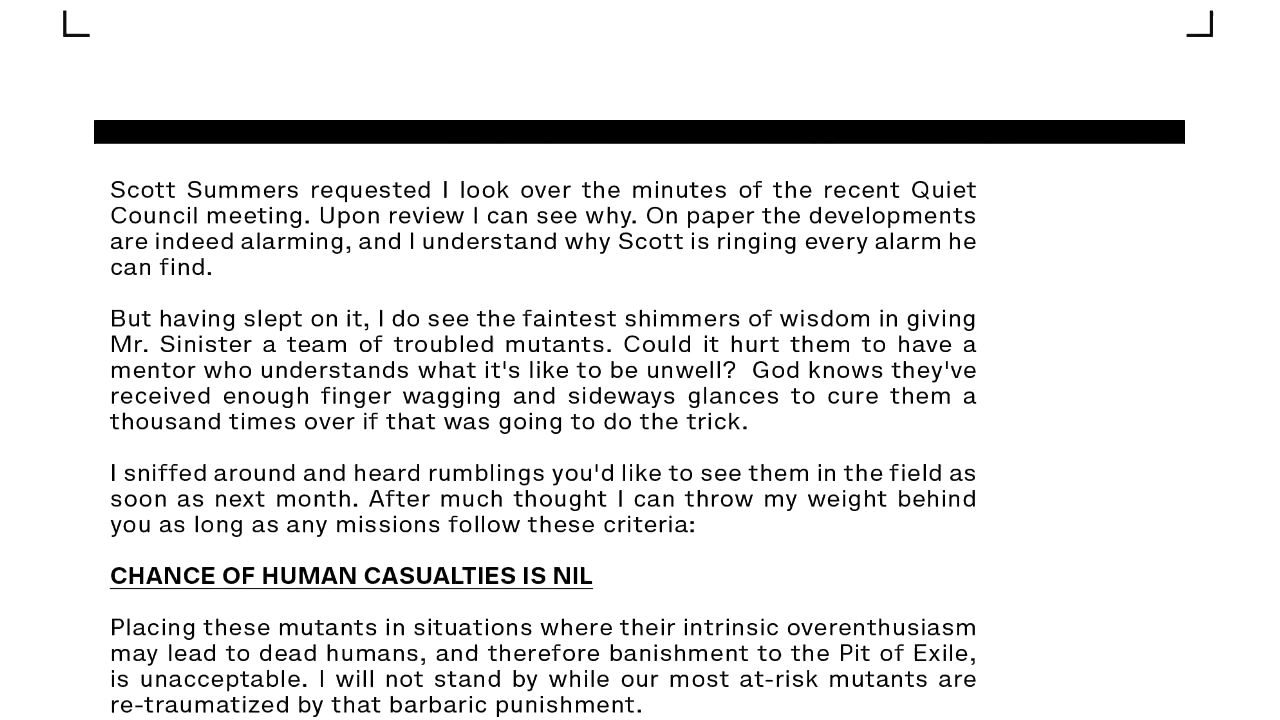 Scott Summers requested I look over the minutes of the recent Quiet
Council meeting. Upon review I can see why. On paper the developments
are indeed alarming, and I understand why Scott is ringing every alarm he
can find.
But having slept on it, I do see the faintest shimmers of wisdom in giving
Mr. Sinister a team of troubled mutants. Could it hurt them to have a
mentor who understands what it's like to be unwell?  God knows they've
received enough finger wagging and sideways glances to cure them a
thousand times over if that was going to do the trick.
I sniffed around and heard rumblings you'd like to see them in the field as
soon as next month. After much thought I can throw my weight behind
you as long as any missions follow these criteria:
CHANCE OF HUMAN CASUALTIES IS NIL
Placing these mutants in situations where their intrinsic overenthusiasm
may lead to dead humans, and therefore banishment to the Pit of Exile,
is unacceptable. I will not stand by while our most at-risk mutants are
re-traumatized by that barbaric punishment.